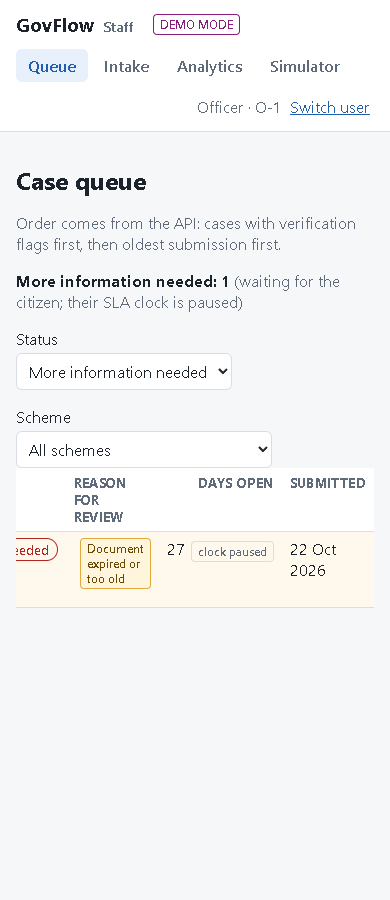 GovFlow Staff DEMO MODE
Queue Intake Analytics Simulator
Officer · O-1 Switch user
Case queue
Order comes from the API: cases with verification
flags first, then oldest submission first.
More information needed: 1 (waiting for the
citizen; their SLA clock is paused)
Status
More information needed
Scheme
All schemes
REASON DAYS OPEN SUBMITTED
FOR
REVIEW
eeded Document 27 clock paused 22 Oct
expired or 2026
too old